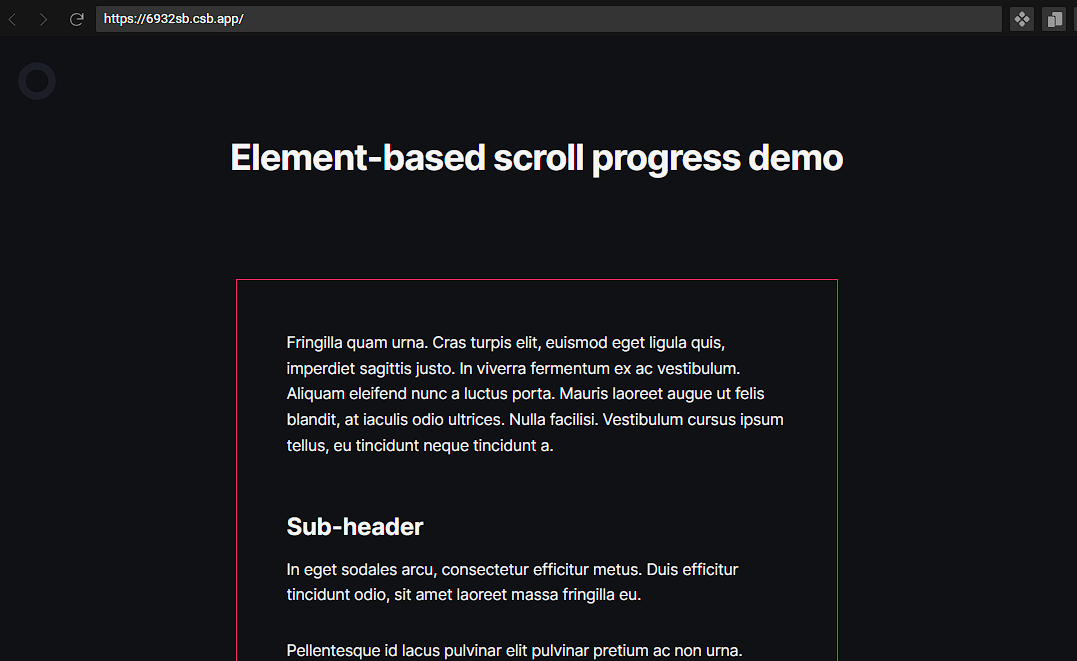 https://6932sb.csb.app/
Element-based scroll progress demo
Fringilla quam urna. Cras turpis elit, euismod eget ligula quis,
imperdiet sagittis justo. In viverra fermentum ex ac vestibulum.
Aliquam eleifend nunc a luctus porta. Mauris laoreet augue ut felis
blandit, at iaculis odio ultrices. Nulla facilisi. Vestibulum cursus ipsum
tellus, eu tincidunt neque tincidunt a.
Sub-header
In eget sodales arcu, consectetur efficitur metus. Duis efficitur
tincidunt odio, sit amet laoreet massa fringilla eu.
Pellentesque id lacus pulvinar elit pulvinar pretium ac non urna.